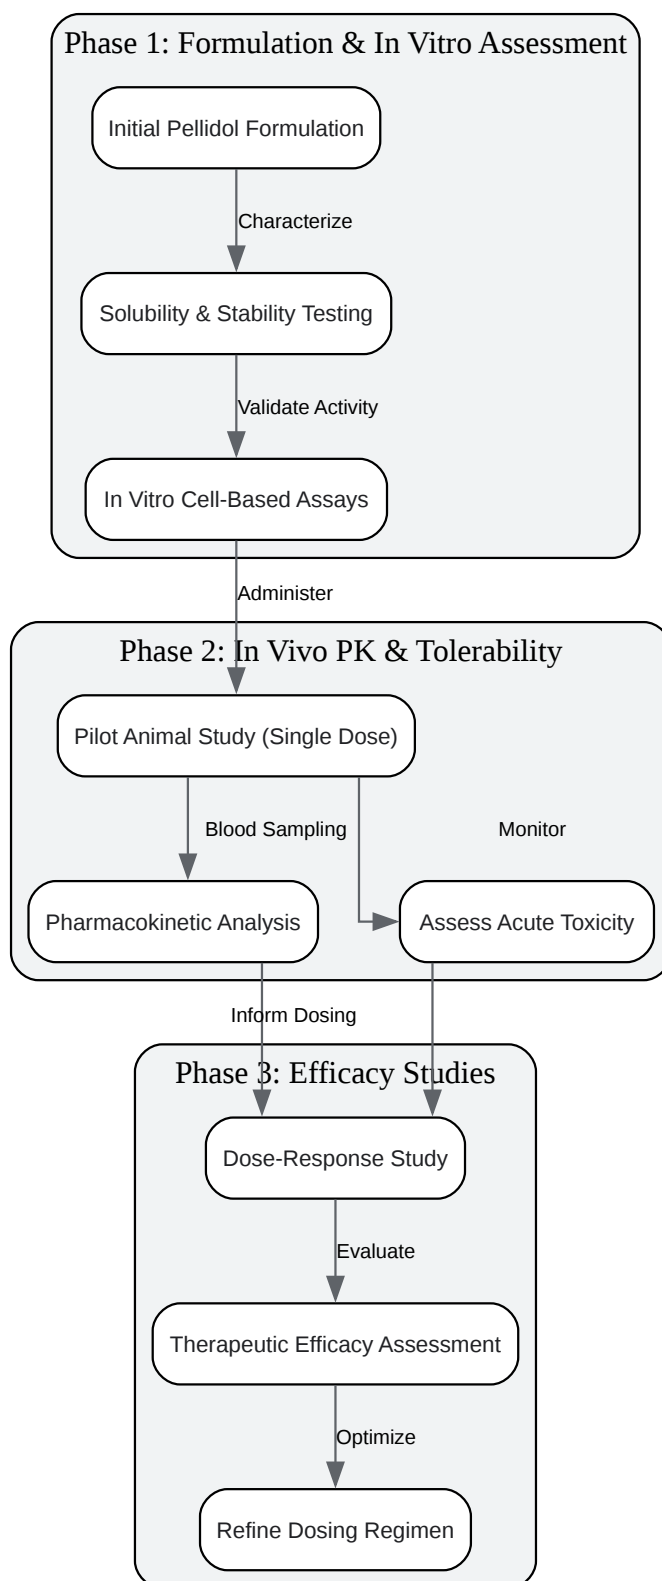 Phase 1: Formulation & In Vitro Assessment
Initial Pellidol Formulation
Characterize
Solubility & Stability Testing
Validate Activity
In Vitro Cell-Based Assays
Administer
Phase 2: In Vivo PK & Tolerability
Pilot Animal Study (Single Dose)
Blood Sampling
Monitor
Pharmacokinetic Analysis
Assess Acute Toxicity
Inform Dosing
Phase 3: Efficacy Studies
Dose-Response Study
Evaluate
Therapeutic Efficacy Assessment
Optimize
Refine Dosing Regimen